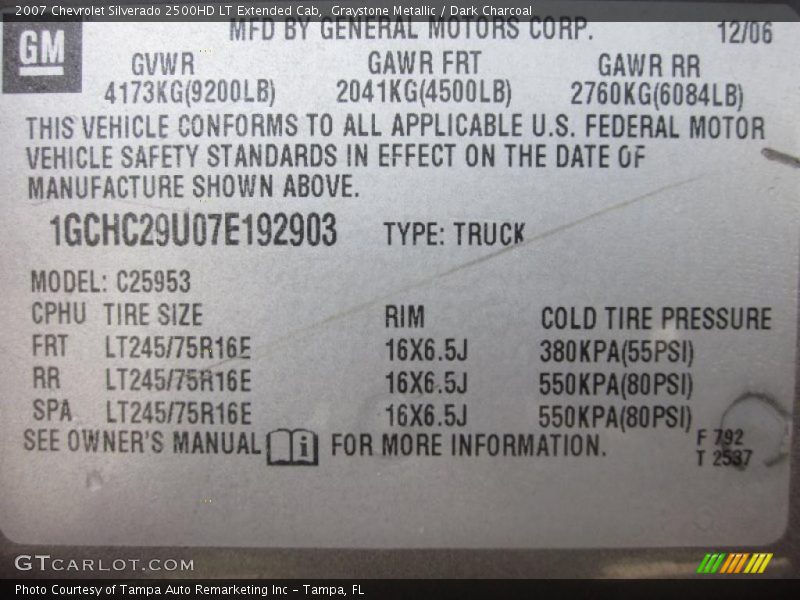 2007 Chevrolet Silverado 2500HD LT Extended Cab,  Graystone Metallic / Dark Charcoal
GM
MFD BY GENERAL MOTORS CORP. 12/06
GVWR GAWR FRT GAWR RR
4173KG(9200LB) 2041KG(4500LB) 2760KG(6084LB)
THIS VEHICLE CONFORMS TO ALL APPLICABLE U.S. FEDERAL MOTOR
VEHICLE SAFETY STANDARDS IN EFFECT ON THE DATE OF
MANUFACTURE SHOWN ABOVE.
1GCHC29U07E192903 TYPE: TRUCK
MODEL: C25953
CPHU TIRE SIZE RIM COLD TIRE PRESSURE
FRT LT245/75R16E 16X6.5J 380KPA(55PSI)
RR LT245/75R16E 16X6.5J 550KPA(80PSI)
SPA LT245/75R16E 16X6.5J 550KPA(80PSI)
SEE OWNER'S MANUAL i FOR MORE INFORMATION.
F 792
T 2537
GTCARLOT.COM
Photo Courtesy of Tampa Auto Remarketing Inc - Tampa, FL